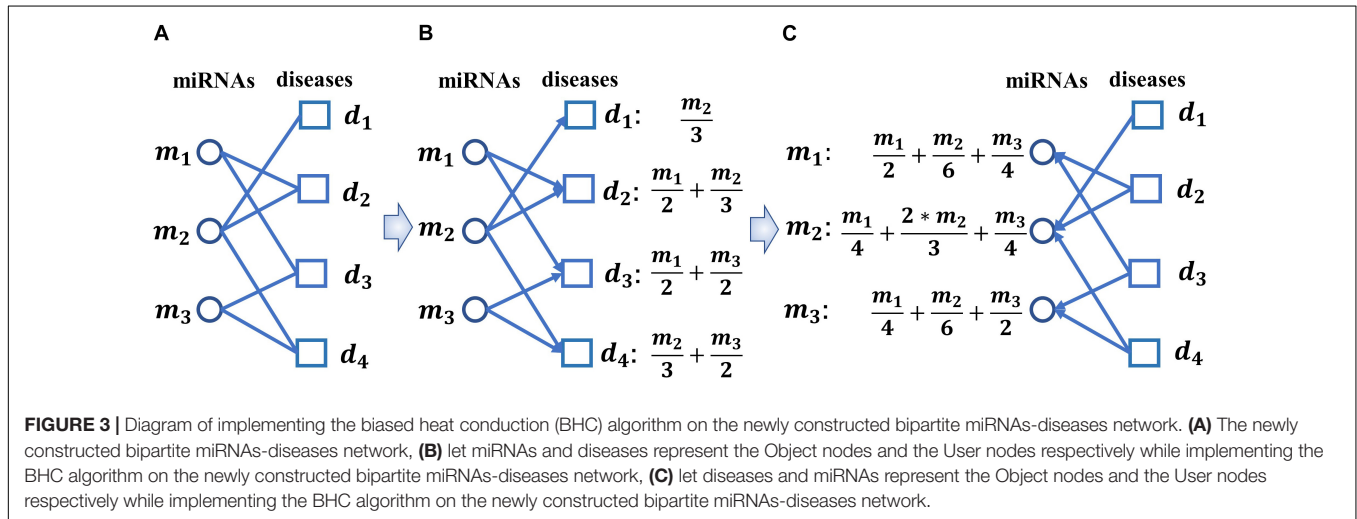 A
B
C
miRNAs diseases
miRNAs diseases
miRNAs diseases
m₁
m₂
m₃
d₁
d₂
d₃
d₄
m₁
m₂
m₃
d₁: m₂/3
d₂: m₁/2 + m₂/3
d₃: m₁/2 + m₃/2
d₄: m₂/3 + m₃/2
m₁: m₁/2 + m₂/6 + m₃/4
m₂: m₁/4 + 2 * m₂/3 + m₃/4
m₃: m₁/4 + m₂/6 + m₃/2
d₁
d₂
d₃
d₄
FIGURE 3 | Diagram of implementing the biased heat conduction (BHC) algorithm on the newly constructed bipartite miRNAs-diseases network. (A) The newly
constructed bipartite miRNAs-diseases network, (B) let miRNAs and diseases represent the Object nodes and the User nodes respectively while implementing the
BHC algorithm on the newly constructed bipartite miRNAs-diseases network, (C) let diseases and miRNAs represent the Object nodes and the User nodes
respectively while implementing the BHC algorithm on the newly constructed bipartite miRNAs-diseases network.